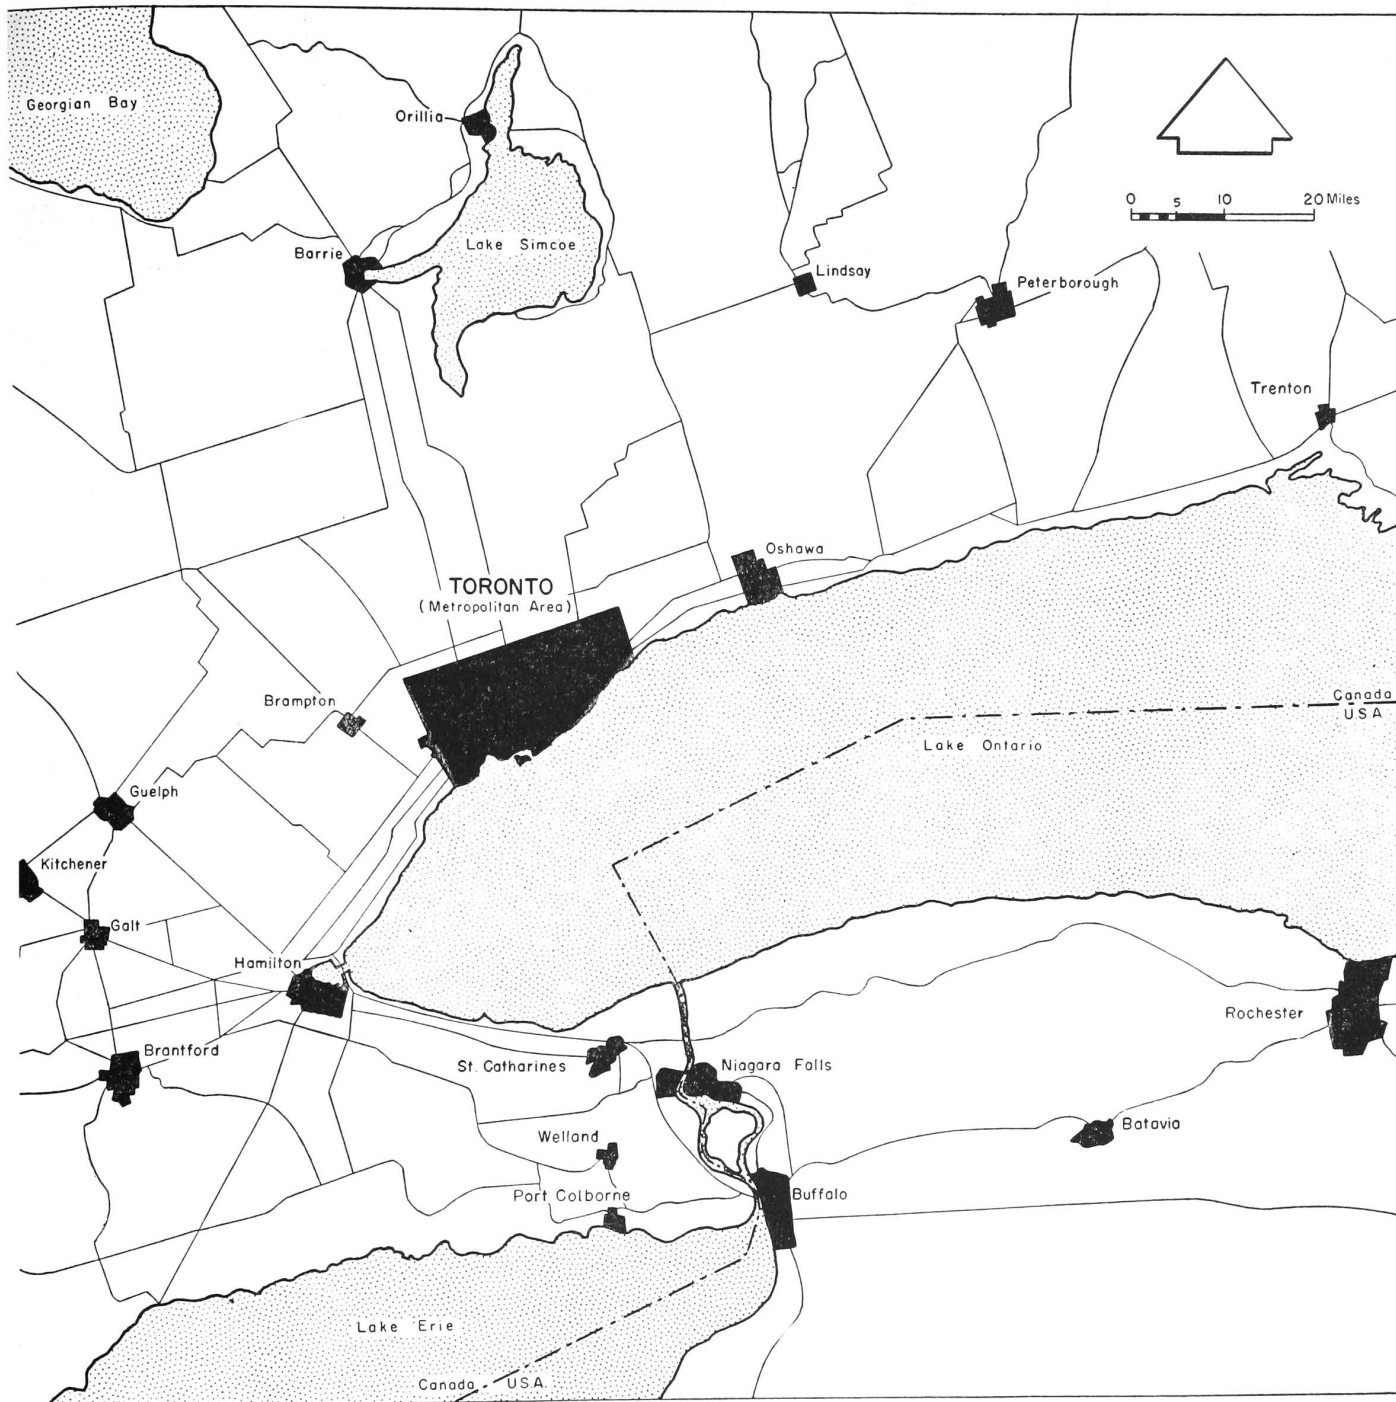 Georgian Bay
Orillia
0 5 10 20 Miles
Barrie
Lake Simcoe
Lindsay
Peterborough
Trenton
Oshawa
TORONTO
(Metropolitan Area)
Brampton
Canada
U S A
Lake Ontario
Guelph
Kitchener
Galt
Hamilton
Rochester
Brantford
St. Catharines
Niagara Falls
Batavia
Welland
Port Colborne
Buffalo
Lake Erie
Canada U.S.A.